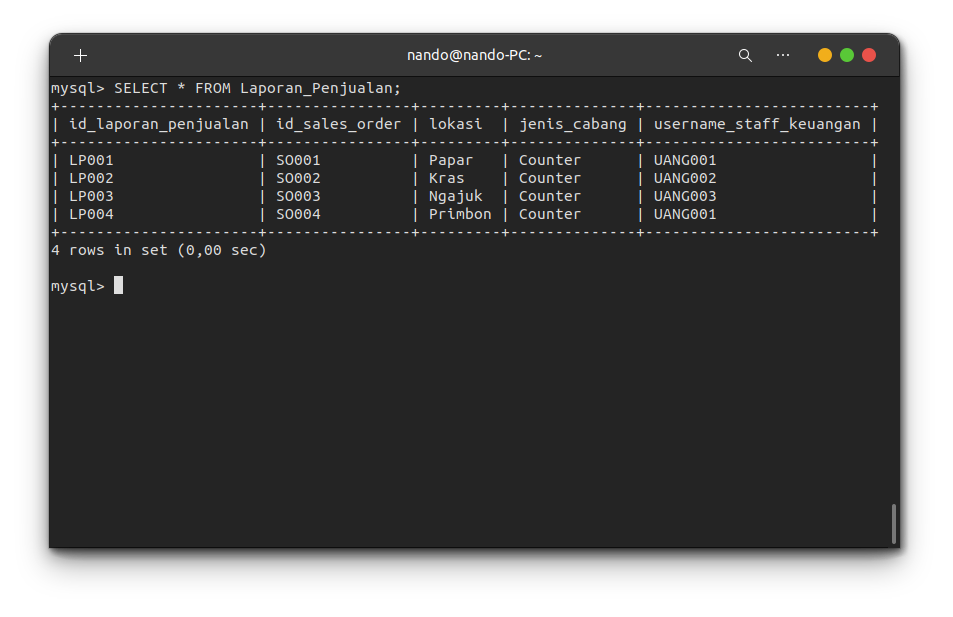 nando@nando-PC: ~
mysql> SELECT * FROM Laporan_Penjualan;
+----------------------+----------------+---------+--------------+-------------------------+
| id_laporan_penjualan | id_sales_order | lokasi  | jenis_cabang | username_staff_keuangan |
+----------------------+----------------+---------+--------------+-------------------------+
| LP001                | SO001          | Papar   | Counter      | UANG001                 |
| LP002                | SO002          | Kras    | Counter      | UANG002                 |
| LP003                | SO003          | Ngajuk  | Counter      | UANG003                 |
| LP004                | SO004          | Primbon | Counter      | UANG001                 |
+----------------------+----------------+---------+--------------+-------------------------+
4 rows in set (0,00 sec)
mysql>